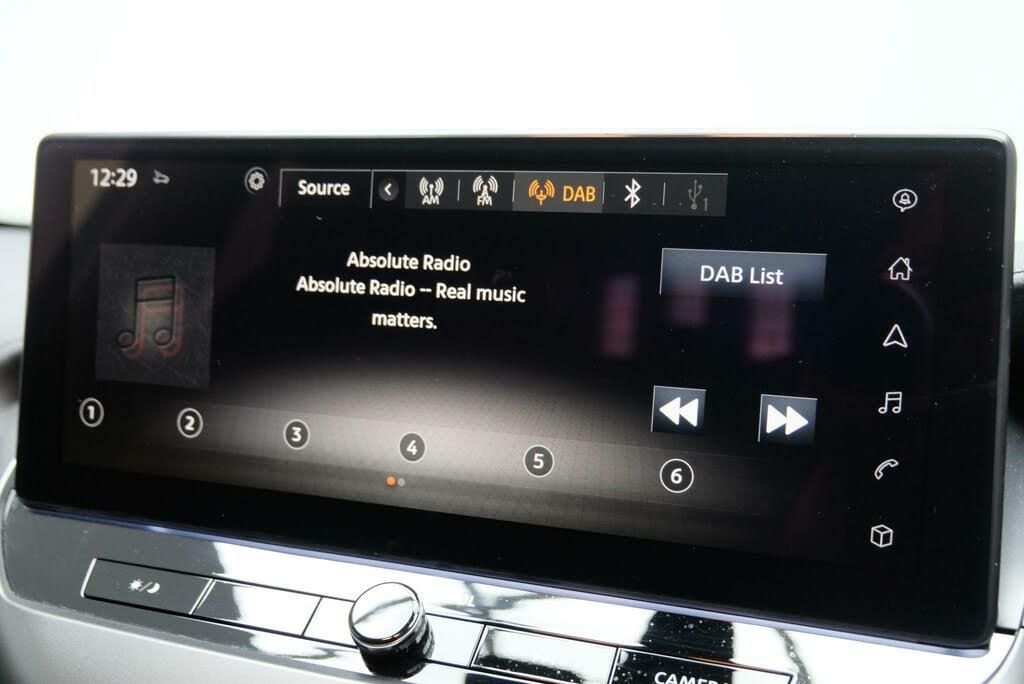 12:29
Source
AM
FM
DAB
1
Absolute Radio
Absolute Radio -- Real music
matters.
DAB List
1
2
3
4
5
6